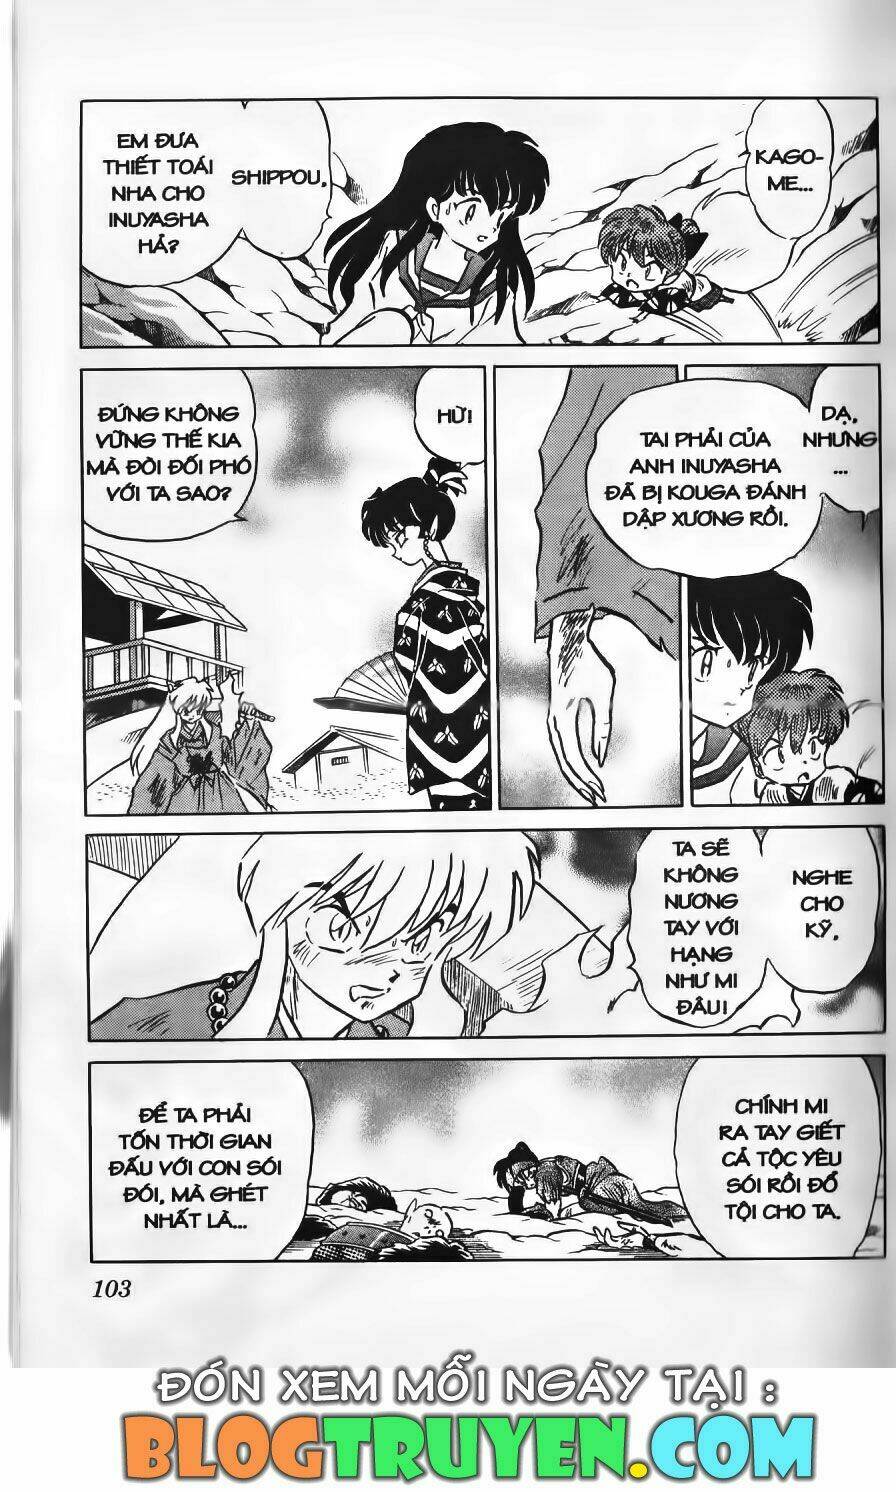 KAGO-
ME...
SHIPPOU,
EM ĐƯA
THIẾT TOÁI
NHA CHO
INUYASHA
HẢ?
DẠ,
NHƯNG
...
TAI PHẢI CỦA
ANH INUYASHA
ĐÃ BỊ KOUGA ĐÁNH
DẬP XƯƠNG RỒI.
HỪ!
ĐỨNG KHÔNG
VỮNG THẾ KIA
MÀ ĐÒI ĐỐI PHÓ
VỚI TA SAO?
NGHE
CHO
KỸ,
TA SẼ
KHÔNG
NƯƠNG
TAY VỚI
HẠNG
NHƯ MI
ĐÂU!
CHÍNH MI
RA TAY GIẾT
CẢ TỘC YÊU
SÓI RỒI ĐỔ
TỘI CHO TA.
ĐỂ TA PHẢI
TỐN THỜI GIAN
ĐẤU VỚI CON SÓI
ĐÓI, MÀ GHÉT
NHẤT LÀ...
103
ĐÓN XEM MỖI NGÀY TẠI :
BLOGTRUYEN.COM